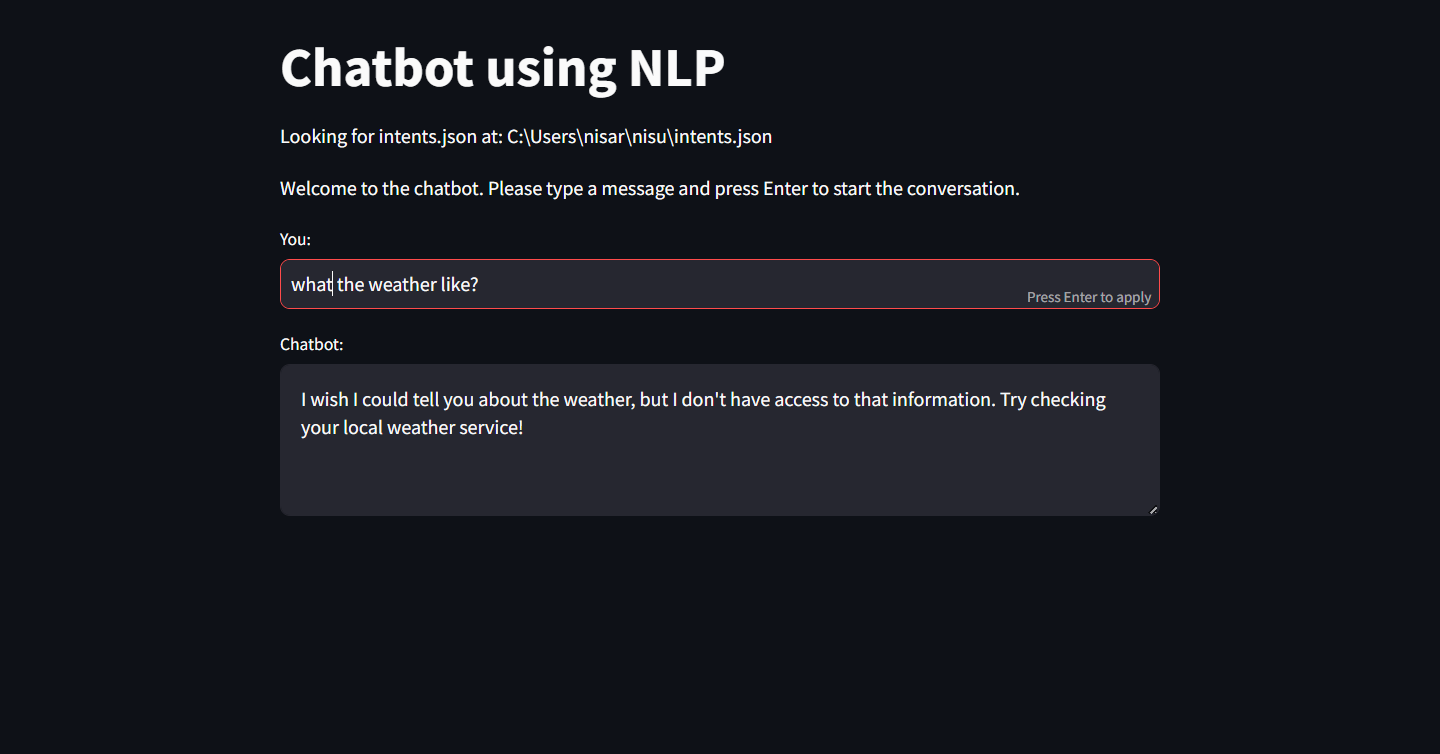 Chatbot using NLP
Looking for intents.json at: C:\Users\nisar\nisu\intents.json
Welcome to the chatbot. Please type a message and press Enter to start the conversation.
You:
what the weather like?
Press Enter to apply
Chatbot:
I wish I could tell you about the weather, but I don't have access to that information. Try checking
your local weather service!